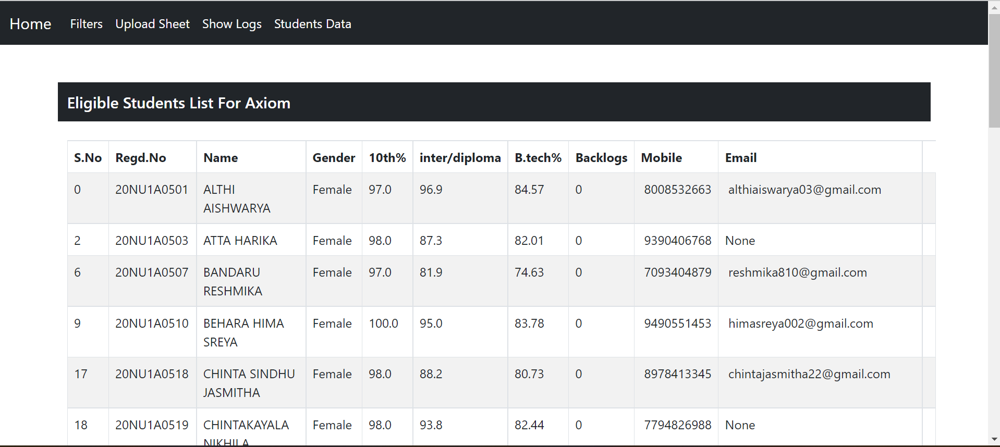 Home Filters Upload Sheet Show Logs Students Data
Eligible Students List For Axiom
S.No Regd.No Name Gender 10th% inter/diploma B.tech% Backlogs Mobile Email
0 20NU1A0501 ALTHI Female 97.0 96.9 84.57 0 8008532663 althiaiswarya03@gmail.com
AISHWARYA
2 20NU1A0503 ATTA HARIKA Female 98.0 87.3 82.01 0 9390406768 None
6 20NU1A0507 BANDARU Female 97.0 81.9 74.63 0 7093404879 reshmika810@gmail.com
RESHMIKA
9 20NU1A0510 BEHARA HIMA Female 100.0 95.0 83.78 0 9490551453 himasreya002@gmail.com
SREYA
17 20NU1A0518 CHINTA SINDHU Female 98.0 88.2 80.73 0 8978413345 chintajasmitha22@gmail.com
JASMITHA
18 20NU1A0519 CHINTAKAYALA Female 98.0 93.8 82.44 0 7794826988 None
NIKHILA